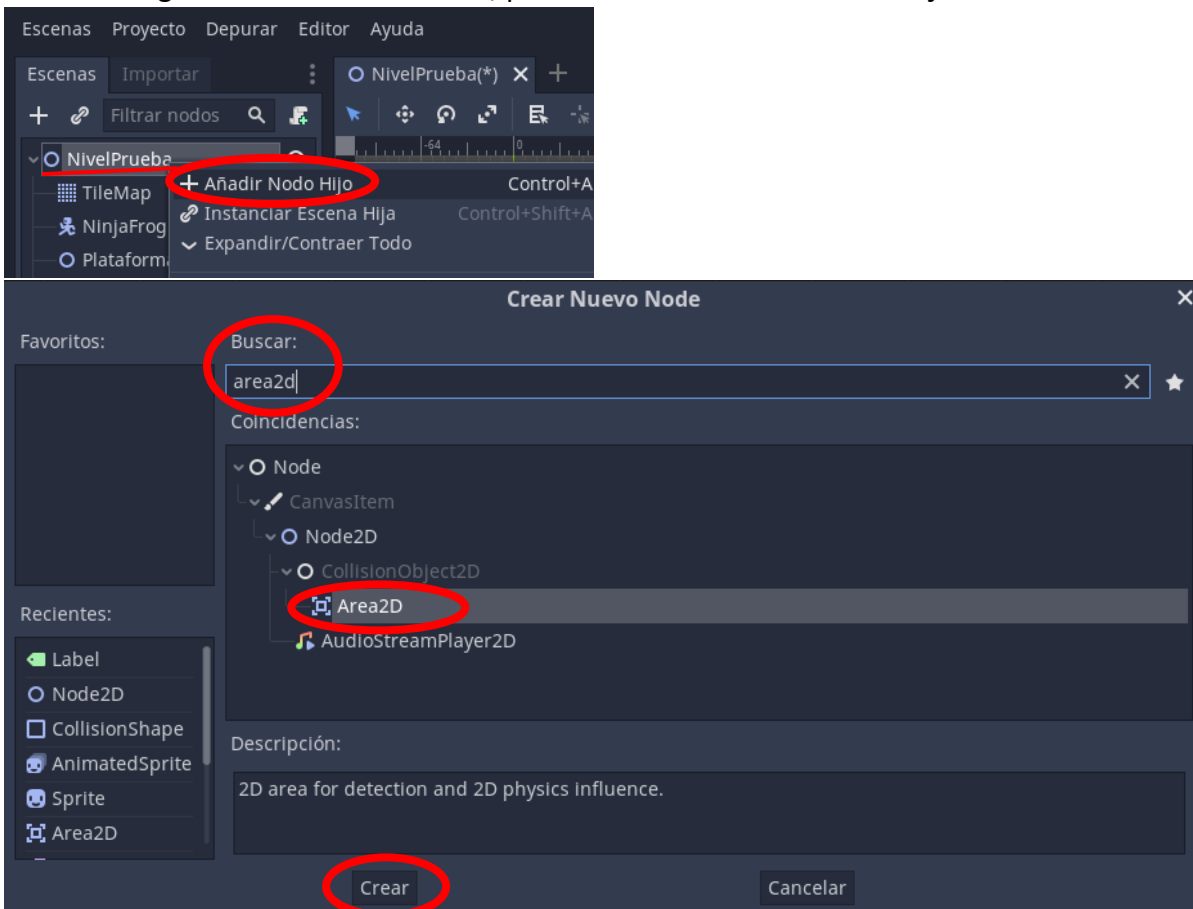 Escenas Proyecto Depurar Editor Ayuda
Escenas Importar
NivelPrueba(*)
Filtrar nodos
-64 0
NivelPrueba
TileMap
Añadir Nodo Hijo Control+A
NinjaFrog
Instanciar Escena Hija Control+Shift+A
Expandir/Contraer Todo
Plataform
Crear Nuevo Node
Favoritos:
Buscar:
area2d
Coincidencias:
Node
CanvasItem
Node2D
CollisionObject2D
Area2D
AudioStreamPlayer2D
Recientes:
Label
Node2D
CollisionShape
AnimatedSprite
Sprite
Area2D
Descripción:
2D area for detection and 2D physics influence.
Crear Cancelar